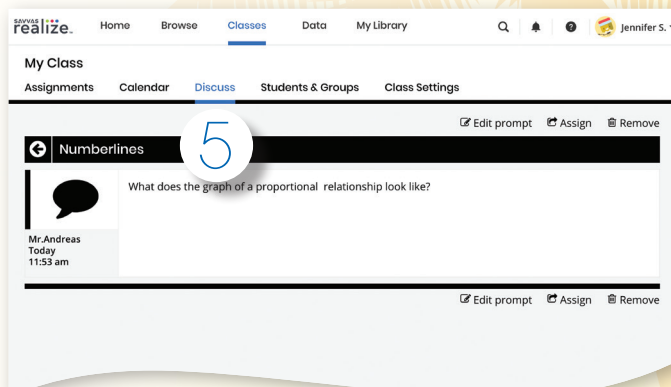 SAVVAS
realize. Home Browse Classes Data My Library Jennifer S.
My Class
Assignments Calendar Discuss Students & Groups Class Settings
Edit prompt Assign Remove
Numberlines
5
What does the graph of a proportional relationship look like?
Mr.Andreas
Today
11:53 am
Edit prompt Assign Remove